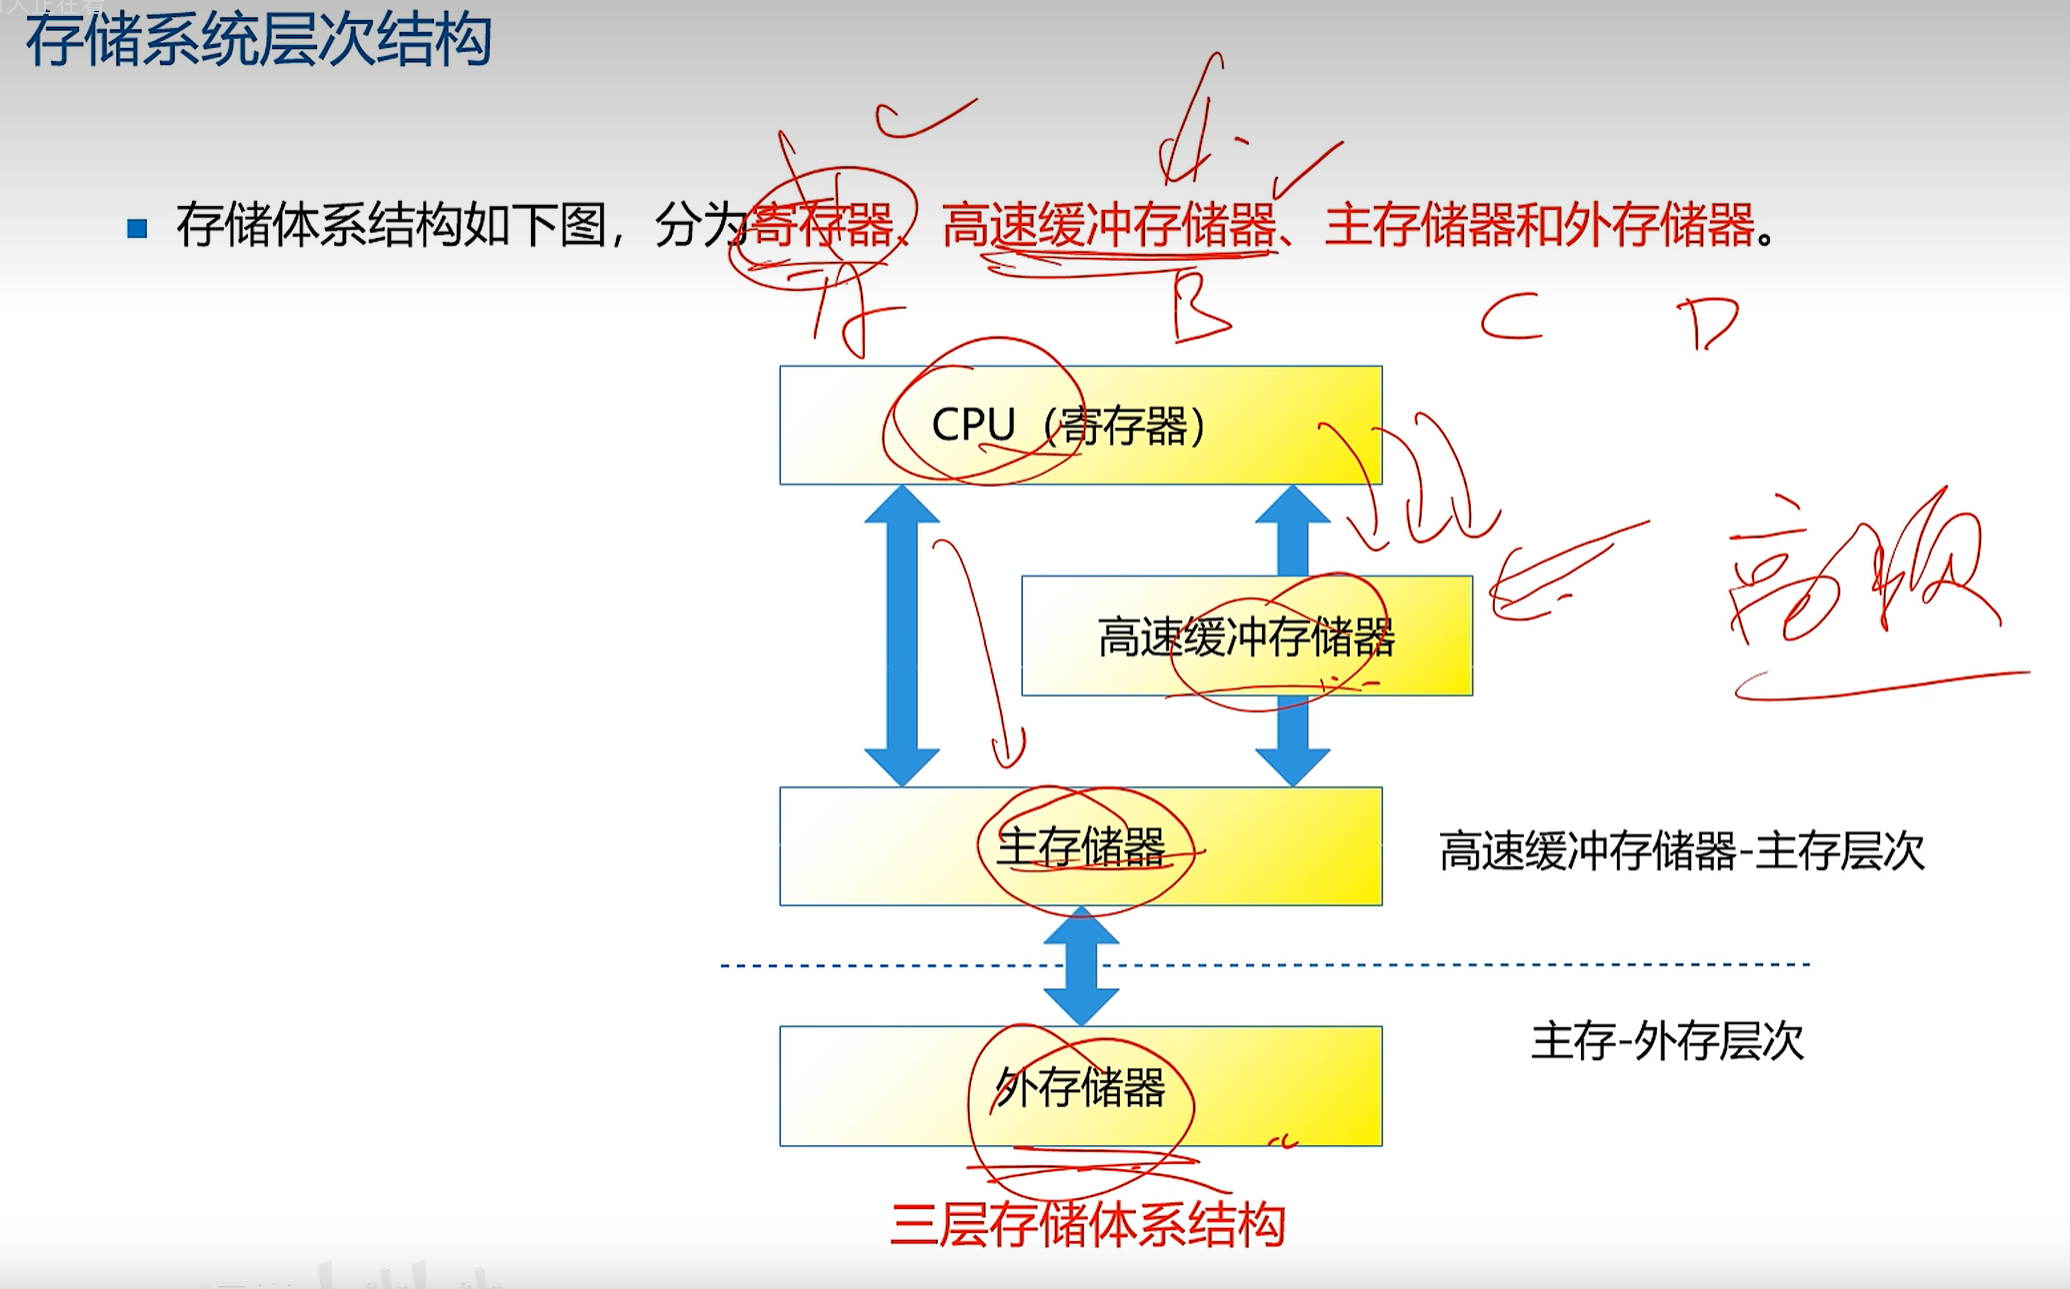 存储系统层次结构
存储体系结构如下图，分为寄存器、高速缓冲存储器、主存储器和外存储器。
A B C D
CPU（寄存器）
高速缓冲存储器
高频
主存储器
高速缓冲存储器-主存层次
外存储器
主存-外存层次
三层存储体系结构